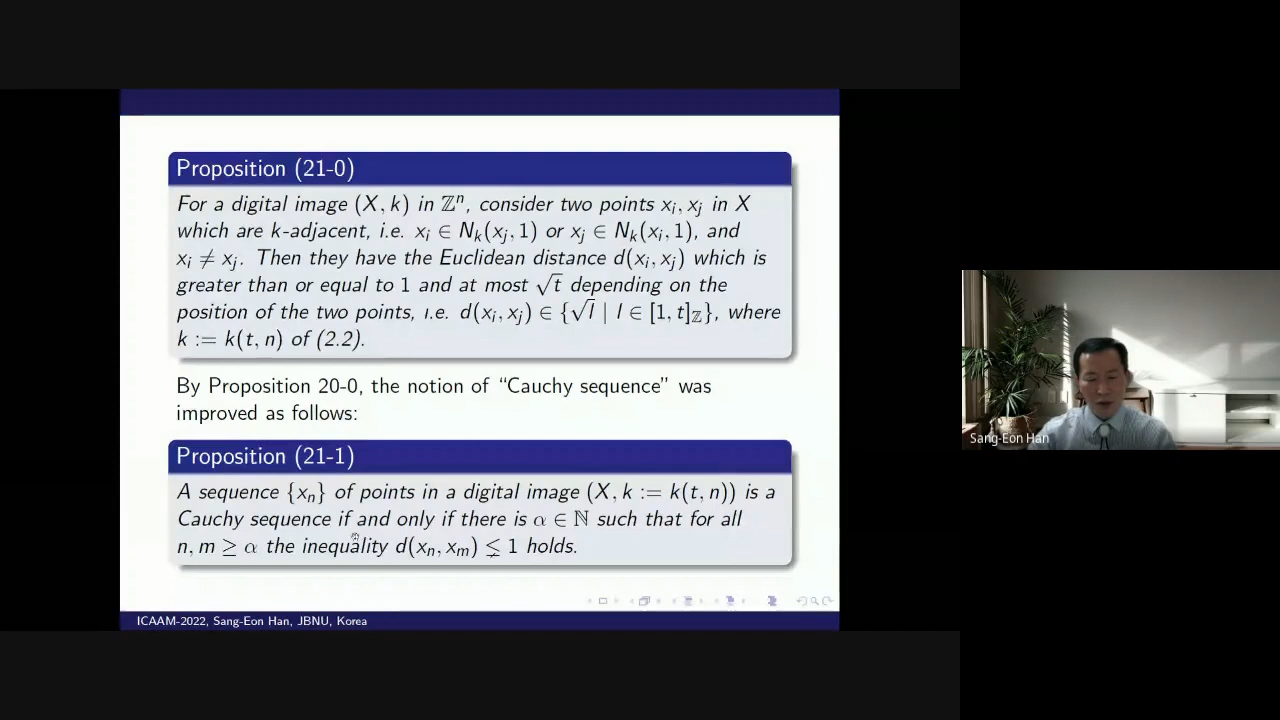 Proposition (21-0)
For a digital image (X, k) in ℤⁿ, consider two points xᵢ, xⱼ in X
which are k-adjacent, i.e. xᵢ ∈ Nₖ(xⱼ, 1) or xⱼ ∈ Nₖ(xᵢ, 1), and
xᵢ ≠ xⱼ. Then they have the Euclidean distance d(xᵢ, xⱼ) which is
greater than or equal to 1 and at most √t depending on the
position of the two points, i.e. d(xᵢ, xⱼ) ∈ {√l | l ∈ [1, t]_ℤ}, where
k := k(t, n) of (2.2).
By Proposition 20-0, the notion of “Cauchy sequence” was
improved as follows:
Proposition (21-1)
A sequence {xₙ} of points in a digital image (X, k := k(t, n)) is a
Cauchy sequence if and only if there is α ∈ ℕ such that for all
n, m ≥ α the inequality d(xₙ, xₘ) ≨ 1 holds.
ICAAM-2022, Sang-Eon Han, JBNU, Korea
Sang-Eon Han